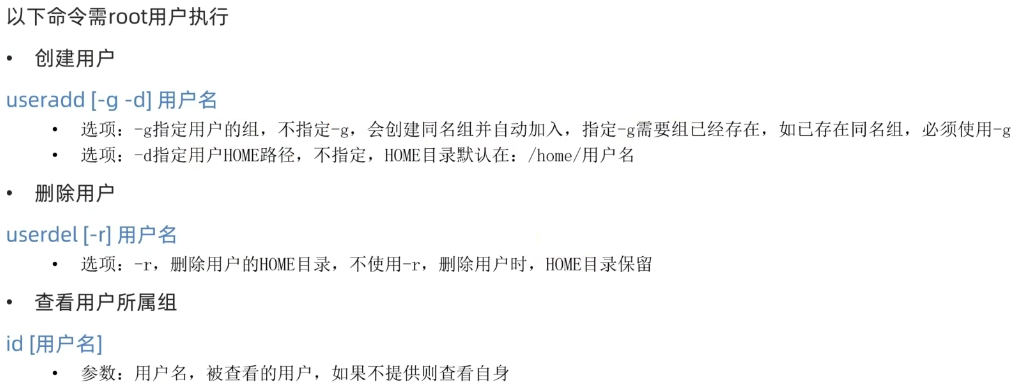 以下命令需root用户执行
• 创建用户
useradd [-g -d] 用户名
• 选项：-g指定用户的组，不指定-g，会创建同名组并自动加入，指定-g需要组已经存在，如已存在同名组，必须使用-g
• 选项：-d指定用户HOME路径，不指定，HOME目录默认在：/home/用户名
• 删除用户
userdel [-r] 用户名
• 选项：-r，删除用户的HOME目录，不使用-r，删除用户时，HOME目录保留
• 查看用户所属组
id [用户名]
• 参数：用户名，被查看的用户，如果不提供则查看自身